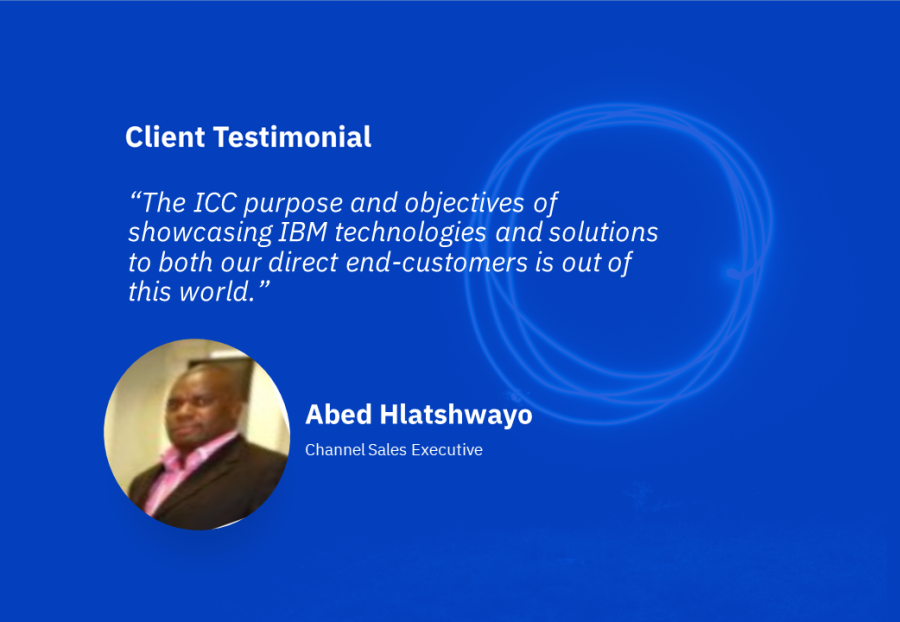 Client Testimonial
“The ICC purpose and objectives of
showcasing IBM technologies and solutions
to both our direct end-customers is out of
this world.”
Abed Hlatshwayo
Channel Sales Executive